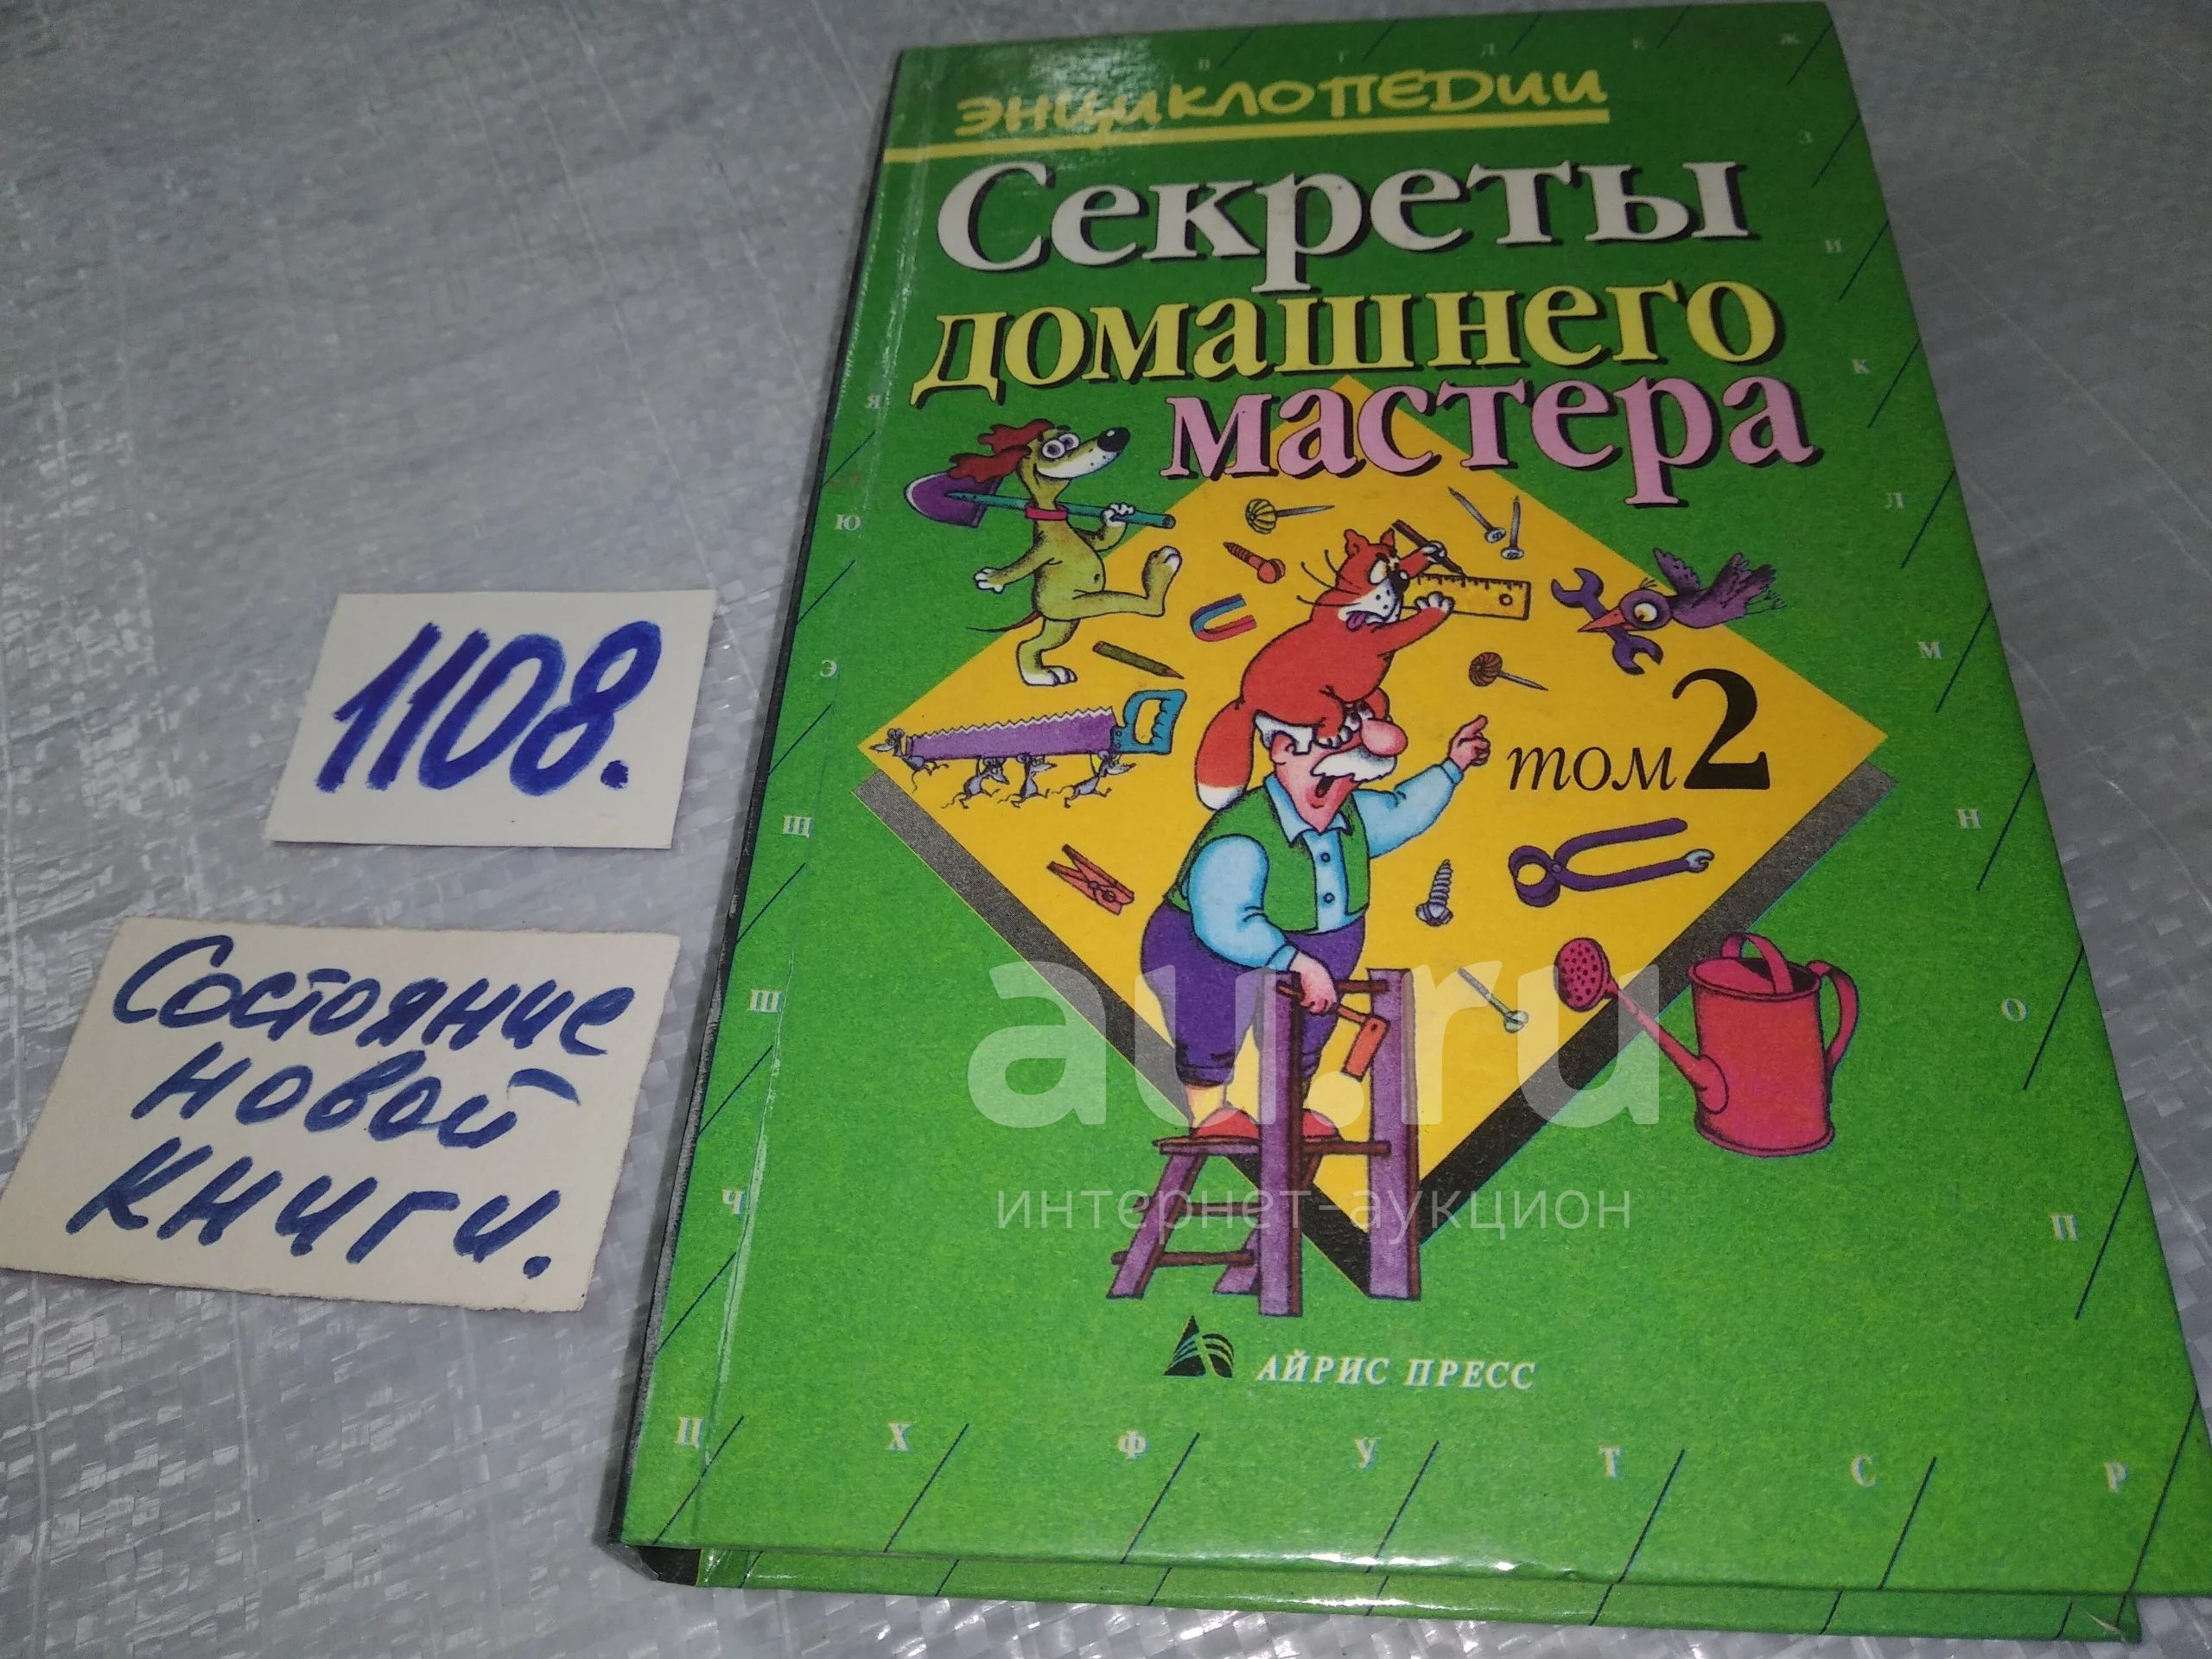 энциклопедии
Секреты
домашнего
мастера
том 2
1108.
Состояние
новой
книги.
au.ru
интернет-аукцион
АЙРИС ПРЕСС
В Г Д Е Ж
З
И
К
Л
М
Н
О
П
Я
Ю
Э
Щ
Ш
Ч
Ц Х Ф У Т С Р